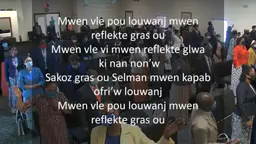 Mwen vle pou louwanj mwen
reflekte gras ou
Mwen vle vi mwen reflekte glwa
ki nan non'w
Sakoz gras ou Selman mwen kapab
ofri'w louwanj
Mwen vle pou louwanj mwen
reflekte gras ou